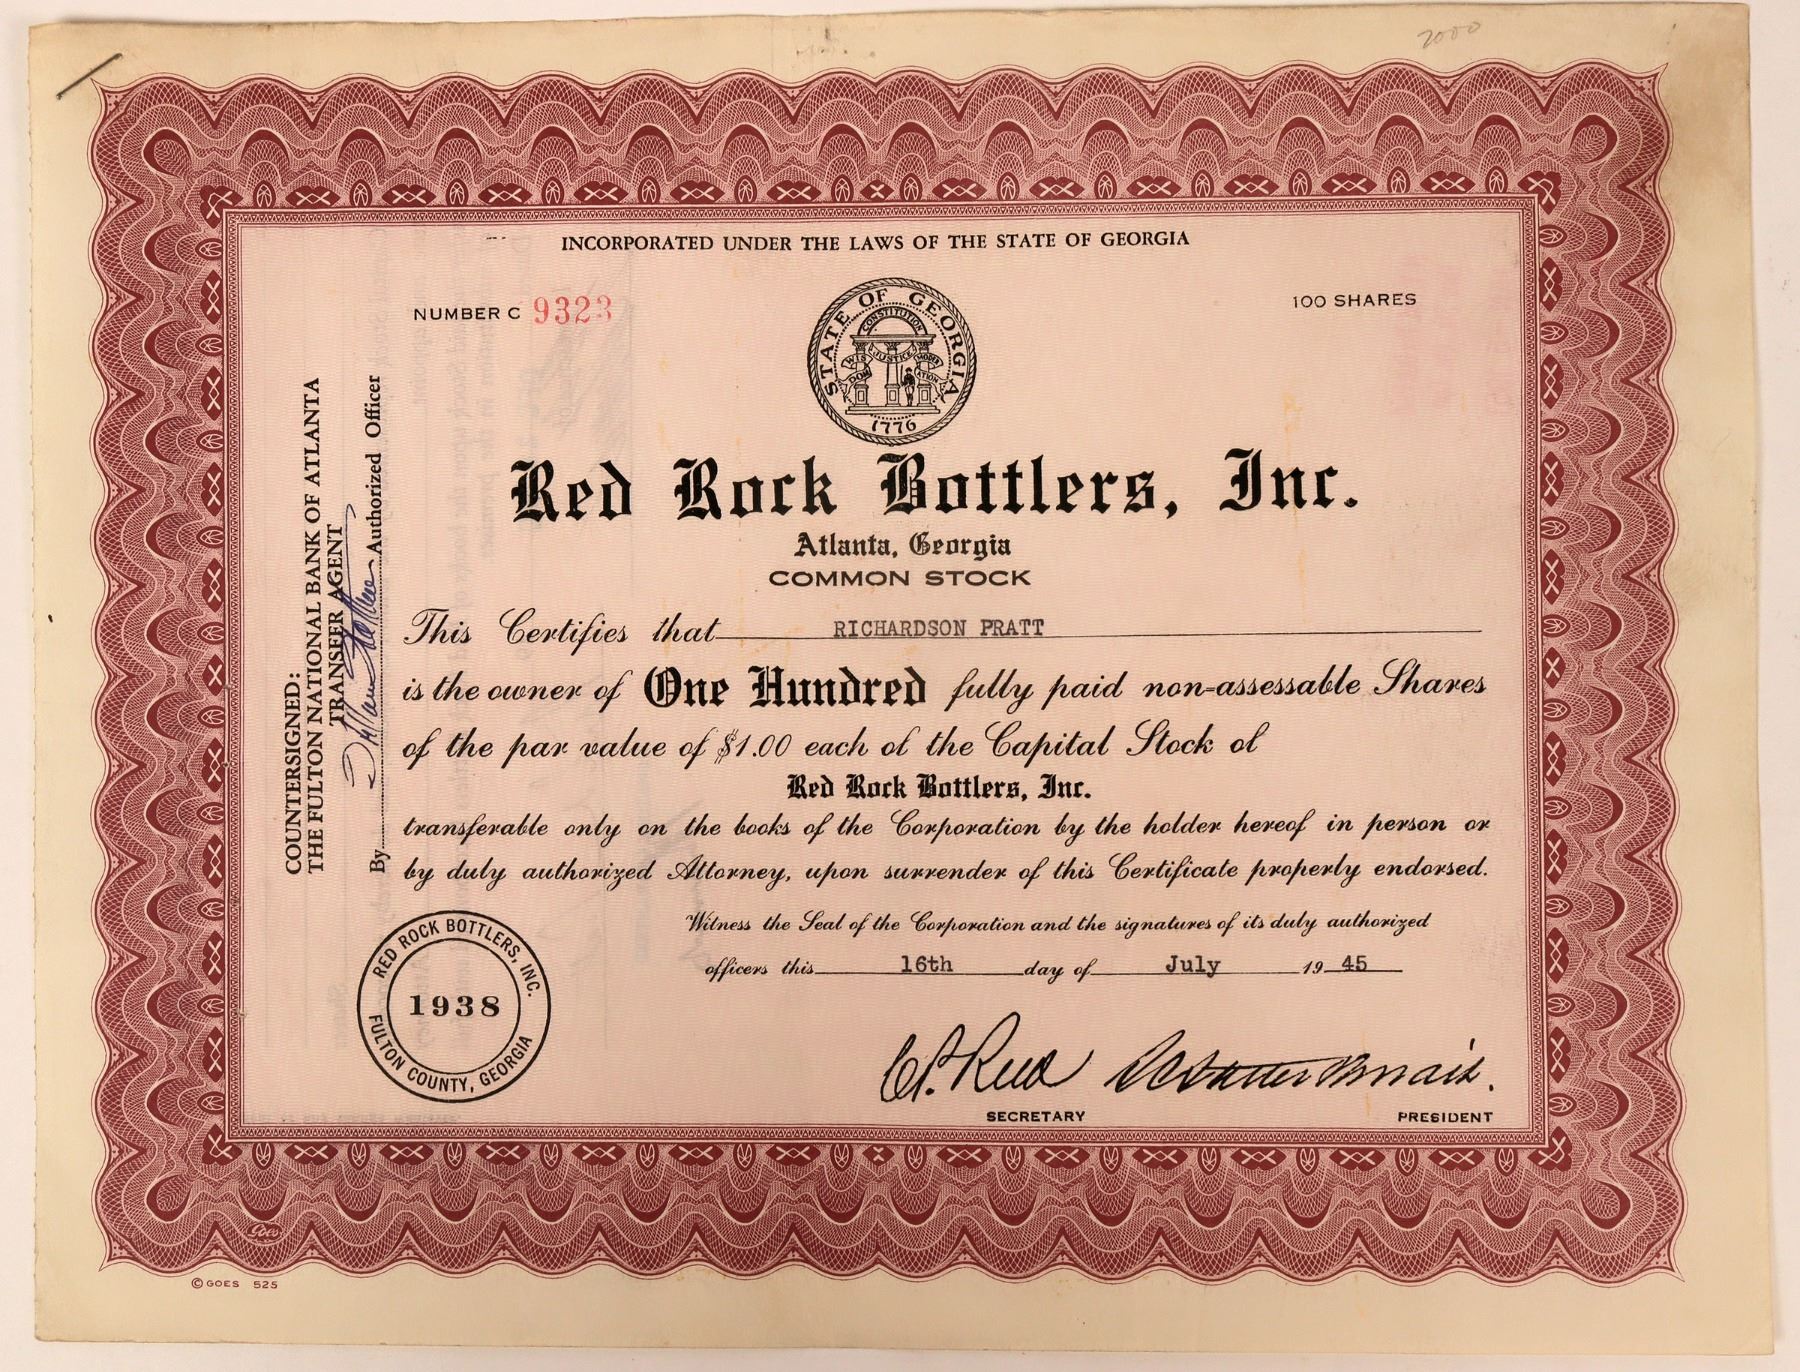 2000
INCORPORATED UNDER THE LAWS OF THE STATE OF GEORGIA
NUMBER C 9323
100 SHARES
STATE OF GEORGIA
CONSTITUTION
WIS DOM JUSTICE MODER ATION
1776
Red Rock Bottlers, Inc.
Atlanta, Georgia
COMMON STOCK
This Certifies that RICHARDSON PRATT
is the owner of One Hundred fully paid non-assessable Shares
of the par value of $1.00 each of the Capital Stock of
Red Rock Bottlers, Inc.
transferable only on the books of the Corporation by the holder hereof in person or
by duly authorized Attorney, upon surrender of this Certificate properly endorsed.
Witness the Seal of the Corporation and the signatures of its duly authorized
officers this 16th day of July 1945
SECRETARY
PRESIDENT
COUNTERSIGNED:
THE FULTON NATIONAL BANK OF ATLANTA
TRANSFER AGENT
By Authorized Officer
RED ROCK BOTTLERS, INC.
1938
FULTON COUNTY, GEORGIA
Goes
© GOES 525